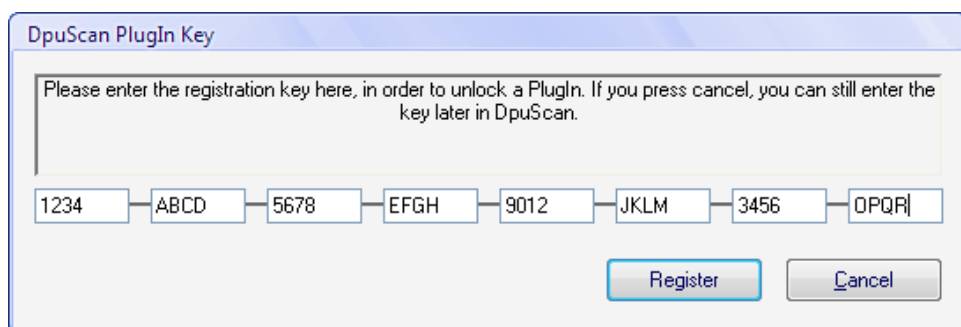 DpuScan PlugIn Key
Please enter the registration key here, in order to unlock a PlugIn. If you press cancel, you can still enter the
key later in DpuScan.
1234 ABCD 5678 EFGH 9012 JKLM 3456 OPQR
Register Cancel